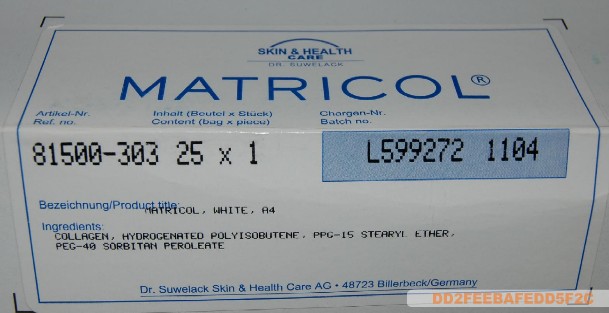 SKIN & HEALTH
CARE
DR. SUWELACK
MATRICOL®
Artikel-Nr. Inhalt (Beutel x Stück) Chargen-Nr.
Ref. no. Content (bag x piece) Batch no.
81500-303 25 x 1 L599272 1104
Bezeichnung/Product title:
MATRICOL, WHITE, A4
Ingredients:
COLLAGEN, HYDROGENATED POLYISOBUTENE, PPG-15 STEARYL ETHER,
PEG-40 SORBITAN PEROLEATE
Dr. Suwelack Skin & Health Care AG • 48723 Billerbeck/Germany
DD2FEEBAFEDD5F2C